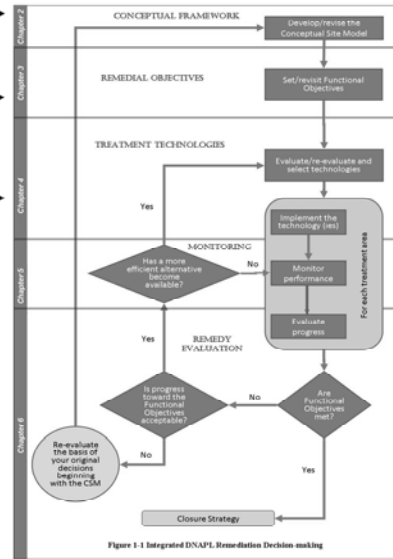 Chapter 2
CONCEPTUAL FRAMEWORK
Develop/revise the
Conceptual Site Model
Chapter 3
REMEDIAL OBJECTIVES
Set/revisit Functional
Objectives
Chapter 4
TREATMENT TECHNOLOGIES
Evaluate/re-evaluate and
select technologies
Yes
Implement the
technology (ies)
MONITORING
Chapter 5
Has a more
efficient alternative
become
available?
No
Monitor
performance
For each treatment area
Evaluate
progress
Yes
REMEDY
EVALUATION
Chapter 6
Is progress
toward the
Functional
Objectives
acceptable?
No
Are
Functional
Objectives
met?
No
Re-evaluate
the basis of
your original
decisions
beginning
with the CSM
Yes
Closure Strategy
Figure 1-1 Integrated DNAPL Remediation Decision-making